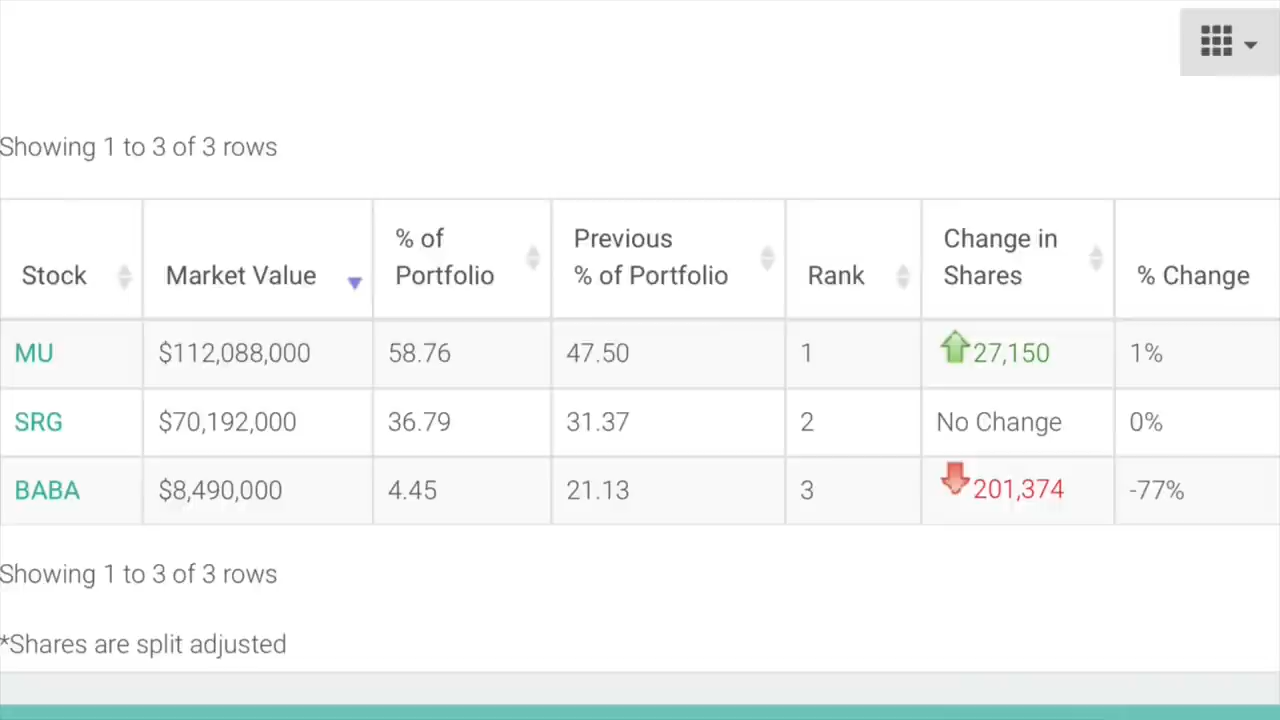 Showing 1 to 3 of 3 rows
Stock Market Value % of Portfolio Previous % of Portfolio Rank Change in Shares % Change
MU $112,088,000 58.76 47.50 1 27,150 1%
SRG $70,192,000 36.79 31.37 2 No Change 0%
BABA $8,490,000 4.45 21.13 3 201,374 -77%
Showing 1 to 3 of 3 rows
*Shares are split adjusted